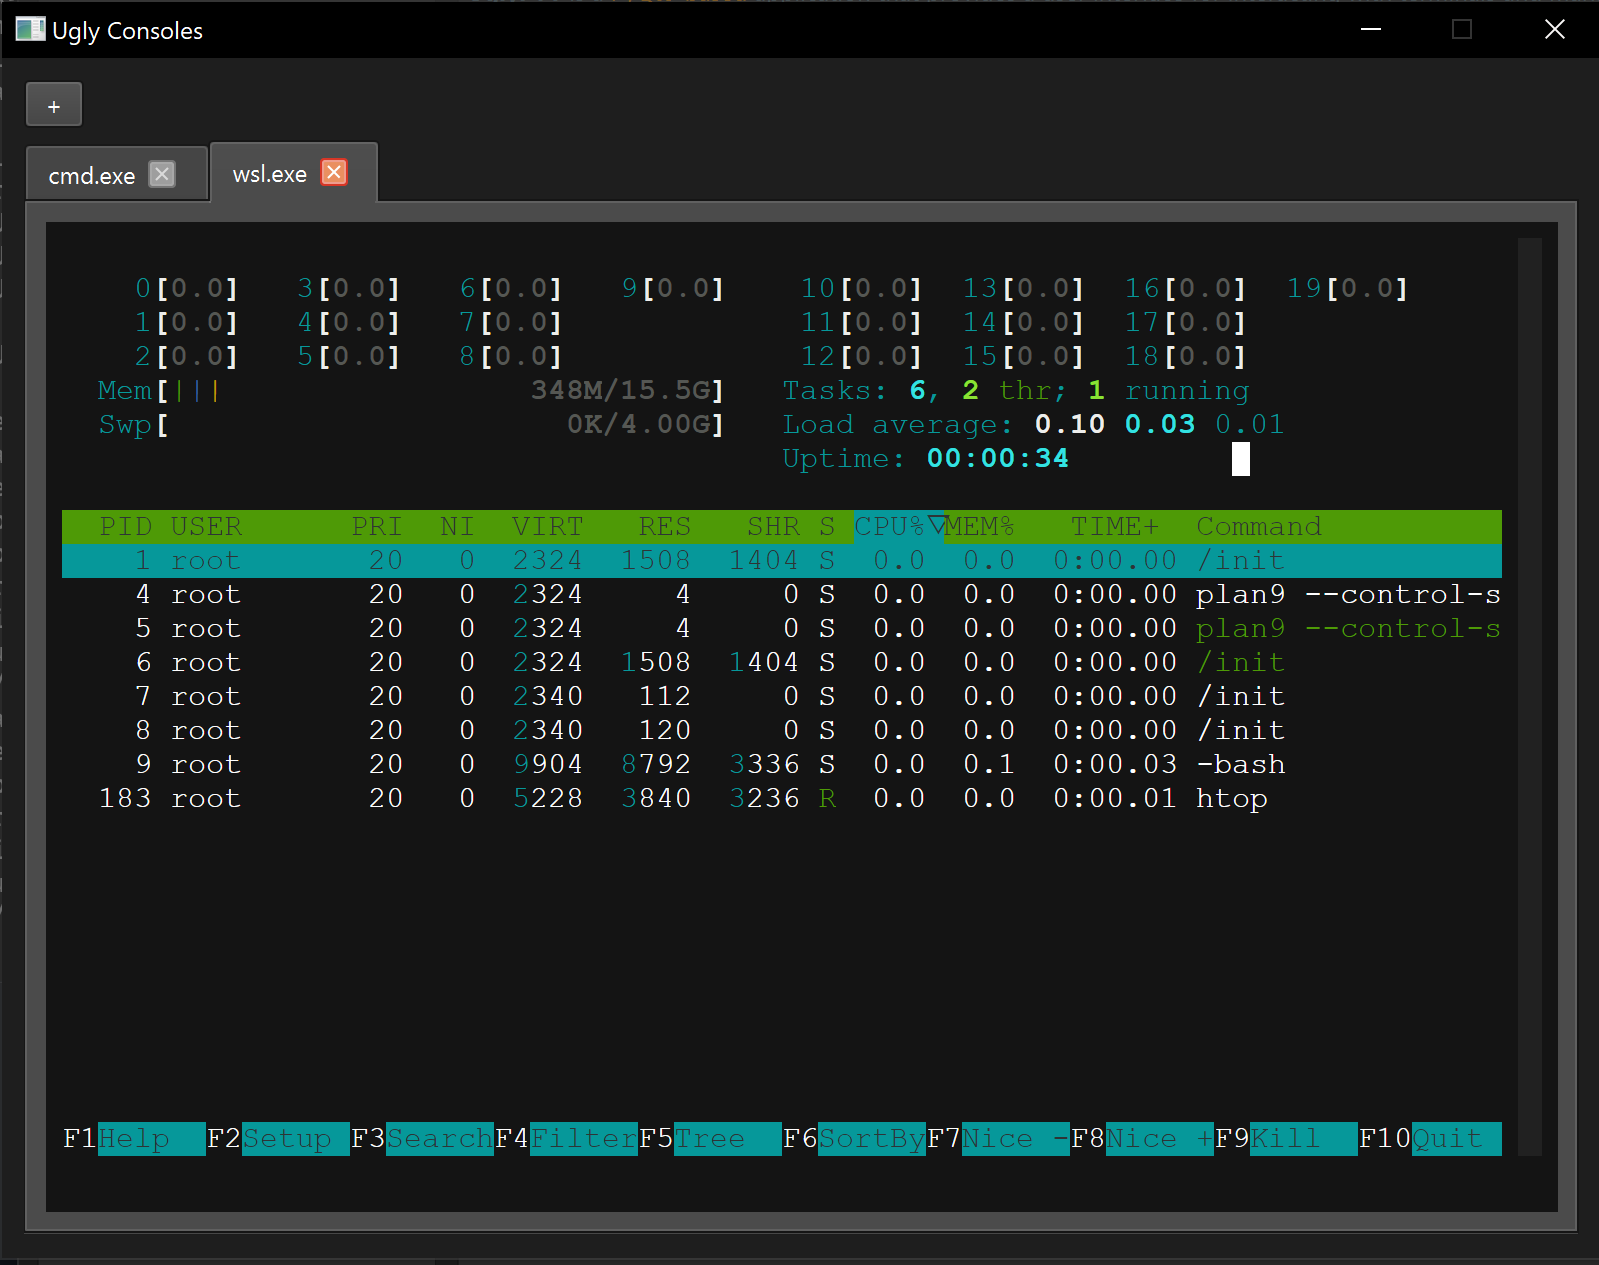 Ugly Consoles
+
cmd.exe wsl.exe
0[0.0] 3[0.0] 6[0.0] 9[0.0] 10[0.0] 13[0.0] 16[0.0] 19[0.0]
1[0.0] 4[0.0] 7[0.0] 11[0.0] 14[0.0] 17[0.0]
2[0.0] 5[0.0] 8[0.0] 12[0.0] 15[0.0] 18[0.0]
Mem[||| 348M/15.5G] Tasks: 6, 2 thr; 1 running
Swp[ 0K/4.00G] Load average: 0.10 0.03 0.01
Uptime: 00:00:34
PID USER PRI NI VIRT RES SHR S CPU%▽MEM% TIME+ Command
1 root 20 0 2324 1508 1404 S 0.0 0.0 0:00.00 /init
4 root 20 0 2324 4 0 S 0.0 0.0 0:00.00 plan9 --control-s
5 root 20 0 2324 4 0 S 0.0 0.0 0:00.00 plan9 --control-s
6 root 20 0 2324 1508 1404 S 0.0 0.0 0:00.00 /init
7 root 20 0 2340 112 0 S 0.0 0.0 0:00.00 /init
8 root 20 0 2340 120 0 S 0.0 0.0 0:00.00 /init
9 root 20 0 9904 8792 3336 S 0.0 0.1 0:00.03 -bash
183 root 20 0 5228 3840 3236 R 0.0 0.0 0:00.01 htop
F1Help F2Setup F3SearchF4FilterF5Tree F6SortByF7Nice -F8Nice +F9Kill F10Quit